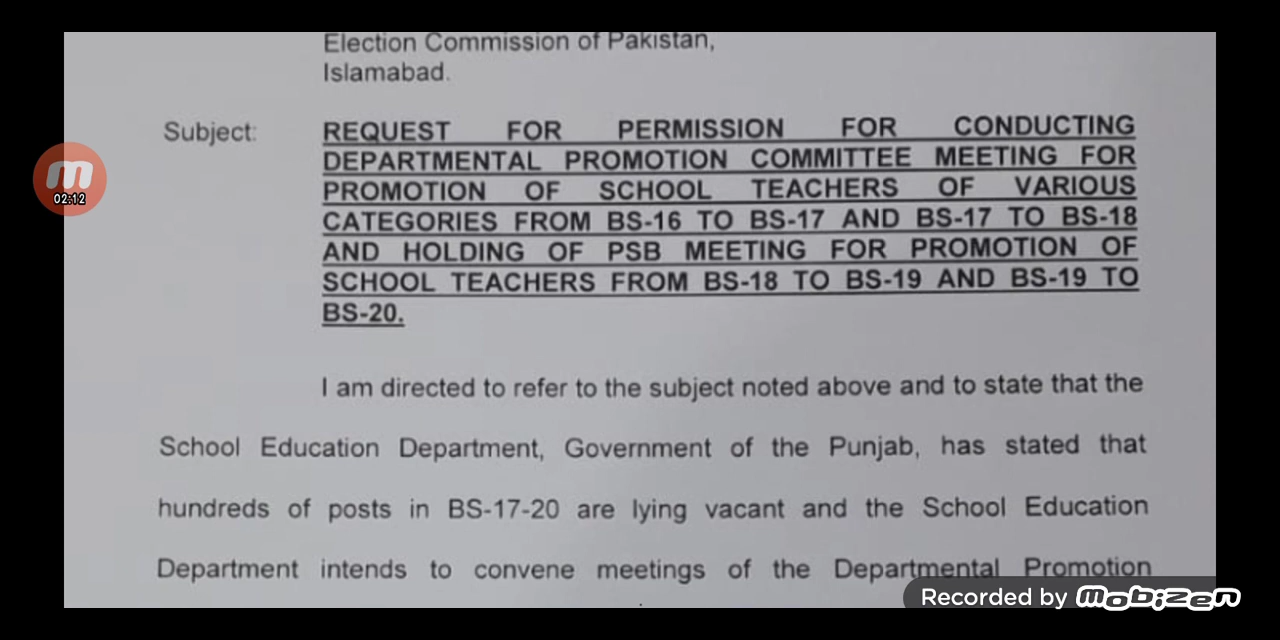 Election Commission of Pakistan,
Islamabad.
Subject: REQUEST FOR PERMISSION FOR CONDUCTING
DEPARTMENTAL PROMOTION COMMITTEE MEETING FOR
PROMOTION OF SCHOOL TEACHERS OF VARIOUS
CATEGORIES FROM BS-16 TO BS-17 AND BS-17 TO BS-18
AND HOLDING OF PSB MEETING FOR PROMOTION OF
SCHOOL TEACHERS FROM BS-18 TO BS-19 AND BS-19 TO
BS-20.
02:12
I am directed to refer to the subject noted above and to state that the
School Education Department, Government of the Punjab, has stated that
hundreds of posts in BS-17-20 are lying vacant and the School Education
Department intends to convene meetings of the Departmental Promotion
Recorded by Mobizen